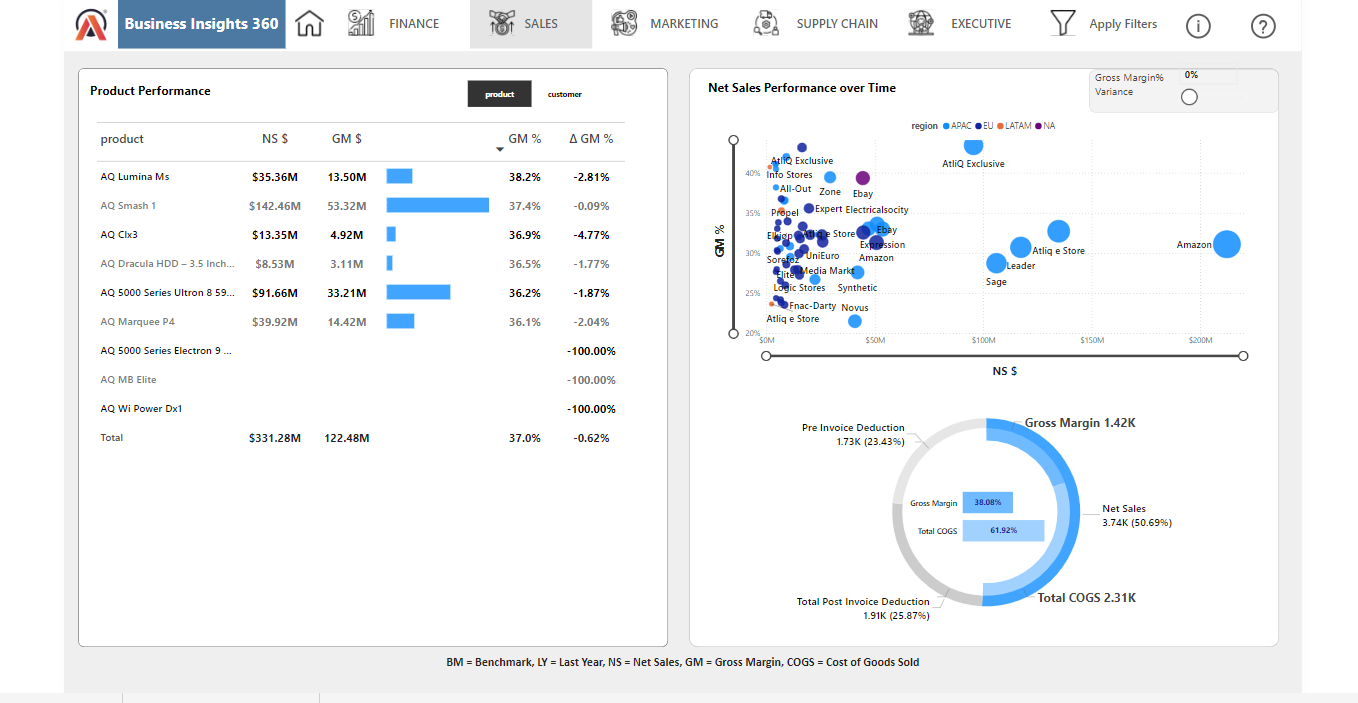 Business Insights 360
FINANCE
SALES
MARKETING
SUPPLY CHAIN
EXECUTIVE
Apply Filters
Product Performance
product
customer
product NS $ GM $ GM % Δ GM %
AQ Lumina Ms $35.36M 13.50M 38.2% -2.81%
AQ Smash 1 $142.46M 53.32M 37.4% -0.09%
AQ Clx3 $13.35M 4.92M 36.9% -4.77%
AQ Dracula HDD – 3.5 Inch... $8.53M 3.11M 36.5% -1.77%
AQ 5000 Series Ultron 8 59... $91.66M 33.21M 36.2% -1.87%
AQ Marquee P4 $39.92M 14.42M 36.1% -2.04%
AQ 5000 Series Electron 9 ... -100.00%
AQ MB Elite -100.00%
AQ Wi Power Dx1 -100.00%
Total $331.28M 122.48M 37.0% -0.62%
Net Sales Performance over Time
Gross Margin% 0%
Variance
region APAC EU LATAM NA
GM %
40%
35%
30%
25%
20%
AtliQ Exclusive
AtliQ Exclusive
Info Stores
All-Out
Zone
Ebay
Propel
Expert
Electricalsocity
Atliq e Store
Ebay
Expression
Amazon
Atliq e Store
Amazon
UniEuro
Leader
Media Markt
Elite
Sage
Logic Stores
Synthetic
Fnac-Darty
Novus
Atliq e Store
$0M $50M $100M $150M $200M
NS $
Gross Margin 1.42K
Pre Invoice Deduction
1.73K (23.43%)
Gross Margin 38.08%
Total COGS 61.92%
Net Sales
3.74K (50.69%)
Total COGS 2.31K
Total Post Invoice Deduction
1.91K (25.87%)
BM = Benchmark, LY = Last Year, NS = Net Sales, GM = Gross Margin, COGS = Cost of Goods Sold